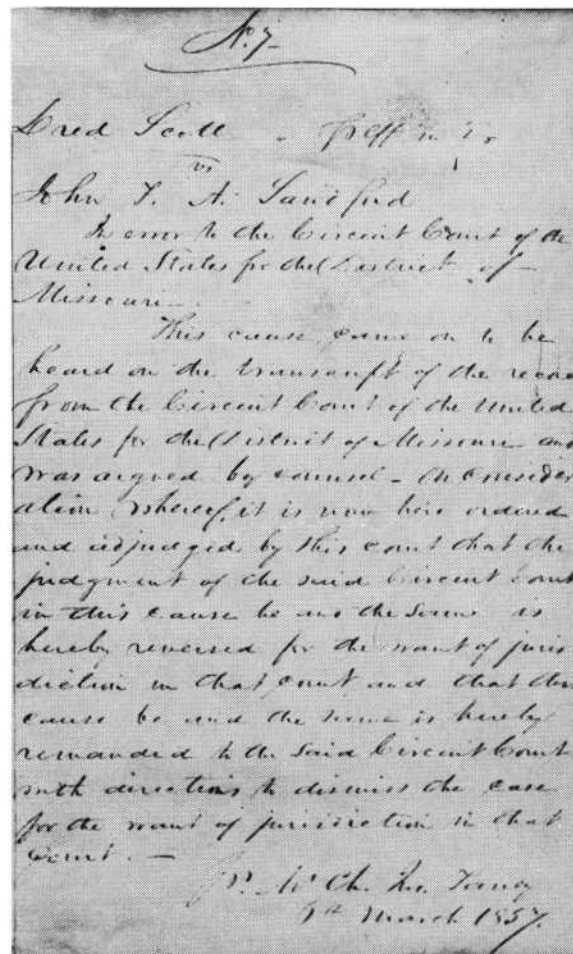 No. 7
Dred Scott - Plff in Er
vs
John F. A. Sandford
In error to the Circuit Court of the
United States for the District of
Missouri
This cause came on to be
heard on the transcript of the recor
from the Circuit Court of the United
States for the District of Missouri and
was argued by counsel - On consider
ation whereof, it is now here ordered
and adjudged by this court that the
judgment of the said Circuit Court
in this cause be and the same is
hereby reversed for the want of juris
diction in that court and that this
cause be and the same is hereby
remanded to the said Circuit Court
with directions to dismiss the case
for the want of jurisdiction in that
Court. -
Mr. Ch. Jus. Taney
March 1857.